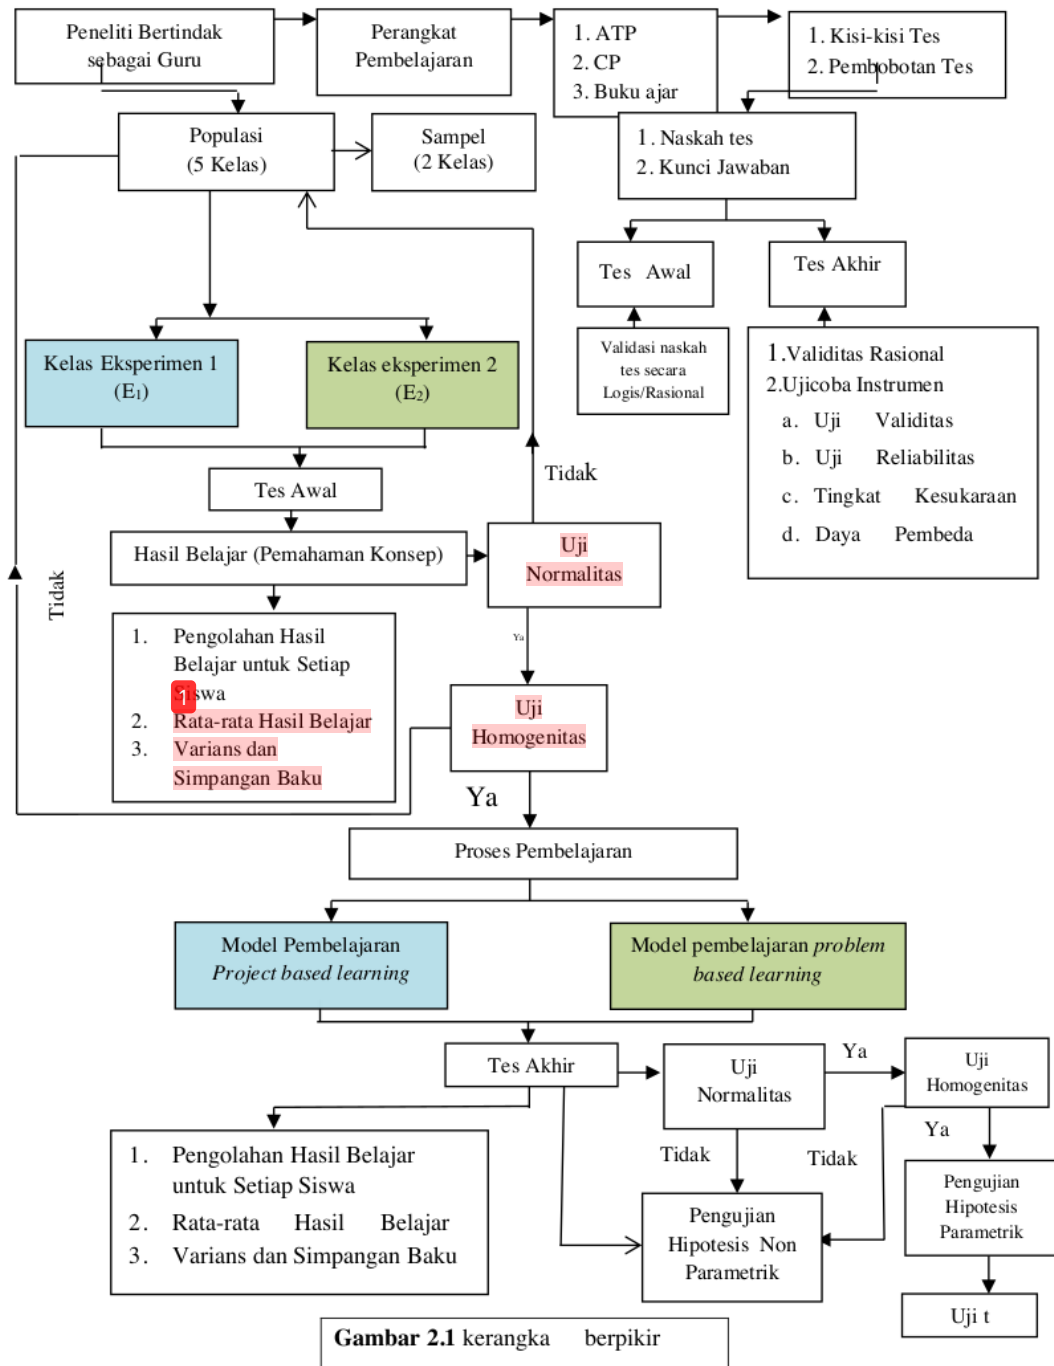 Peneliti Bertindak
sebagai Guru
Perangkat
Pembelajaran
1. ATP
2. CP
3. Buku ajar
1. Kisi-kisi Tes
2. Pembobotan Tes
Populasi
(5 Kelas)
Sampel
(2 Kelas)
1. Naskah tes
2. Kunci Jawaban
Tes Awal
Tes Akhir
Validasi naskah
tes secara
Logis/Rasional
1.Validitas Rasional
2.Ujicoba Instrumen
a. Uji Validitas
b. Uji Reliabilitas
c. Tingkat Kesukaraan
d. Daya Pembeda
Kelas Eksperimen 1
(E₁)
Kelas eksperimen 2
(E₂)
Tidak
Tes Awal
Hasil Belajar (Pemahaman Konsep)
Uji
Normalitas
Tidak
Ya
1. Pengolahan Hasil
Belajar untuk Setiap
Siswa
1
2. Rata-rata Hasil Belajar
3. Varians dan
Simpangan Baku
Uji
Homogenitas
Ya
Proses Pembelajaran
Model Pembelajaran
Project based learning
Model pembelajaran problem
based learning
Tes Akhir
Uji
Normalitas
Ya
Uji
Homogenitas
Tidak
Tidak
Ya
1. Pengolahan Hasil Belajar
untuk Setiap Siswa
2. Rata-rata Hasil Belajar
3. Varians dan Simpangan Baku
Pengujian
Hipotesis Non
Parametrik
Pengujian
Hipotesis
Parametrik
Uji t
Gambar 2.1 kerangka berpikir